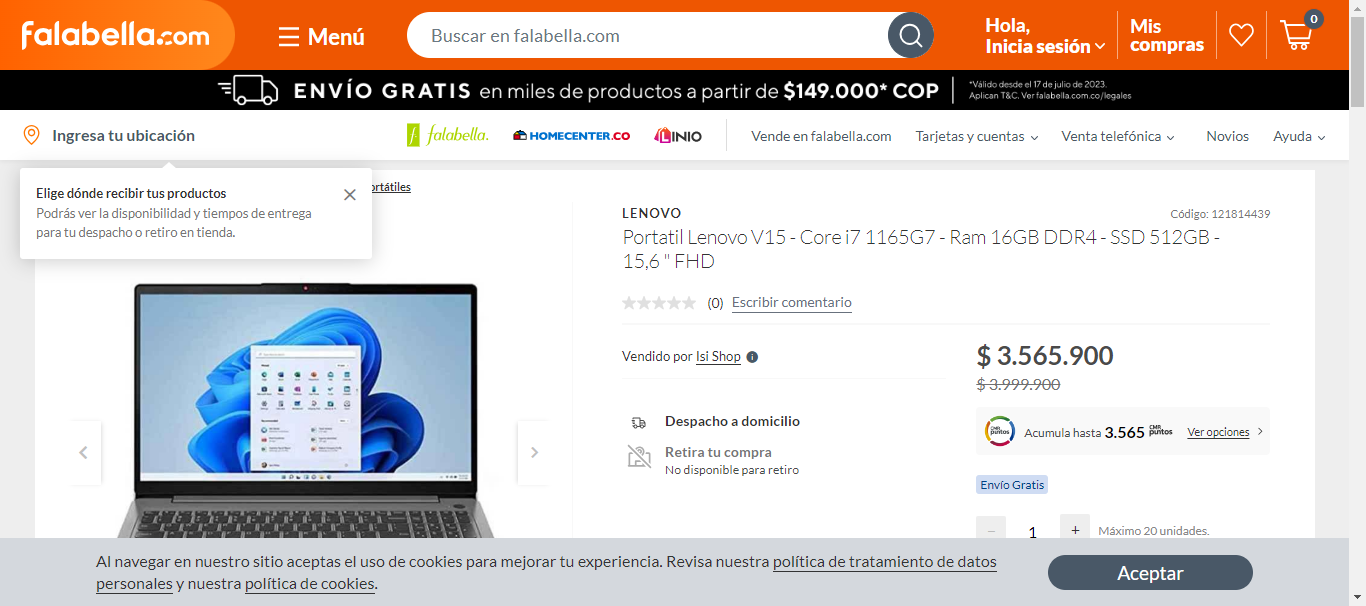 falabella.com
Menú
Buscar en falabella.com
Hola,
Inicia sesión
Mis
compras
0
ENVÍO GRATIS en miles de productos a partir de $149.000* COP
*Válido desde el 17 de julio de 2023.
Aplican T&C. Ver falabella.com.co/legales
Ingresa tu ubicación
falabella.
HOMECENTER.CO
LINIO
Vende en falabella.com
Tarjetas y cuentas
Venta telefónica
Novios
Ayuda
Elige dónde recibir tus productos
Podrás ver la disponibilidad y tiempos de entrega
para tu despacho o retiro en tienda.
ortátiles
LENOVO
Código: 121814439
Portatil Lenovo V15 - Core i7 1165G7 - Ram 16GB DDR4 - SSD 512GB -
15,6 " FHD
(0) Escribir comentario
Vendido por Isi Shop
$ 3.565.900
$ 3.999.900
CMR puntos
Acumula hasta 3.565 CMR puntos
Ver opciones
Despacho a domicilio
Retira tu compra
No disponible para retiro
Envío Gratis
− 1 + Máximo 20 unidades.
Al navegar en nuestro sitio aceptas el uso de cookies para mejorar tu experiencia. Revisa nuestra política de tratamiento de datos
personales y nuestra política de cookies.
Aceptar